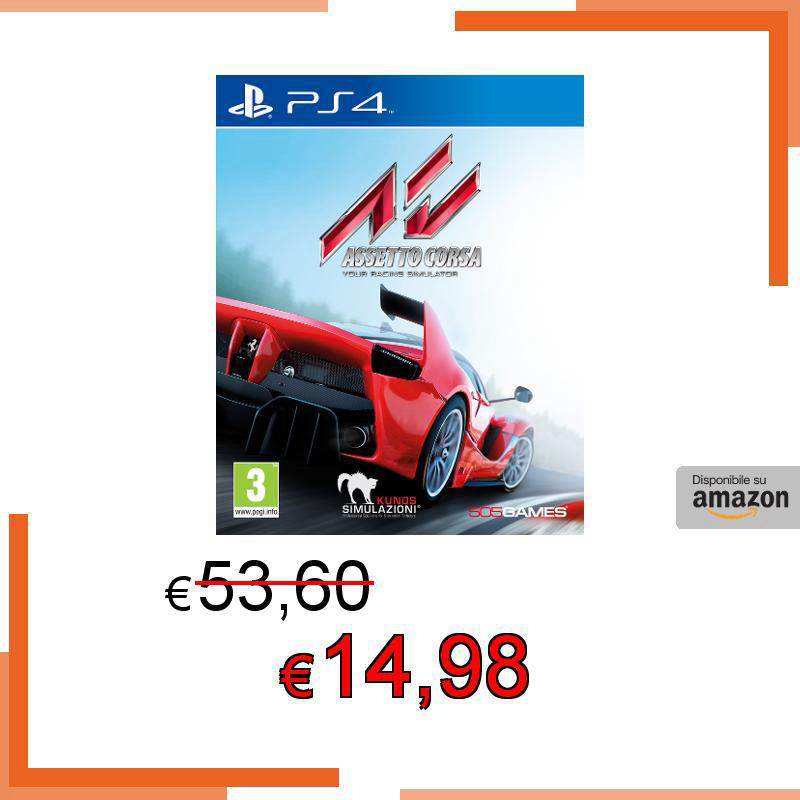 PS4
ASSETTO CORSA
YOUR RACING SIMULATOR
3
www.pegi.info
KUNOS
SIMULAZIONI
505GAMES
Disponibile su
amazon
€53,60
€14,98